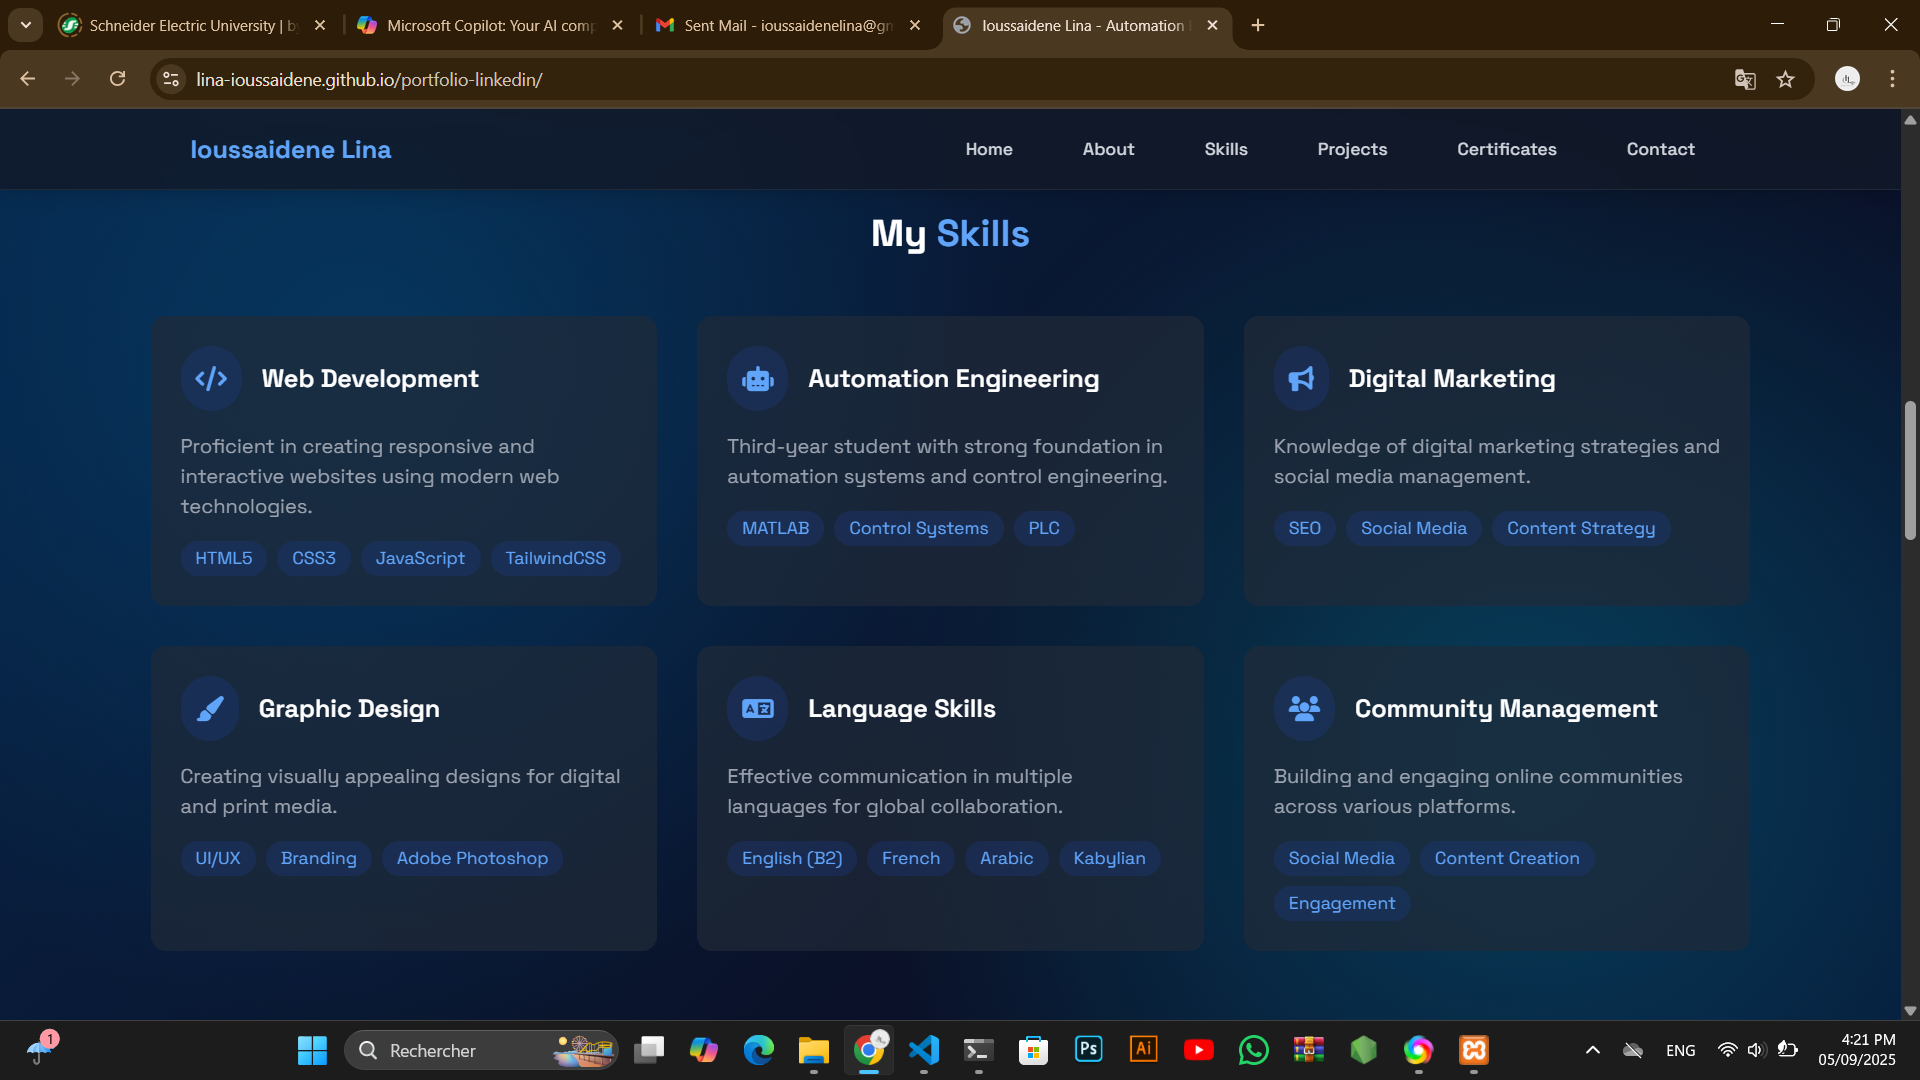 Schneider Electric University | b
Microsoft Copilot: Your AI comp
Sent Mail - ioussaidenelina@gm
Ioussaidene Lina - Automation
lina-ioussaidene.github.io/portfolio-linkedin/
Ioussaidene Lina
Home
About
Skills
Projects
Certificates
Contact
My Skills
Web Development
Proficient in creating responsive and
interactive websites using modern web
technologies.
HTML5
CSS3
JavaScript
TailwindCSS
Automation Engineering
Third-year student with strong foundation in
automation systems and control engineering.
MATLAB
Control Systems
PLC
Digital Marketing
Knowledge of digital marketing strategies and
social media management.
SEO
Social Media
Content Strategy
Graphic Design
Creating visually appealing designs for digital
and print media.
UI/UX
Branding
Adobe Photoshop
Language Skills
Effective communication in multiple
languages for global collaboration.
English (B2)
French
Arabic
Kabylian
Community Management
Building and engaging online communities
across various platforms.
Social Media
Content Creation
Engagement
1
Rechercher
Ps
Ai
ENG
4:21 PM
05/09/2025